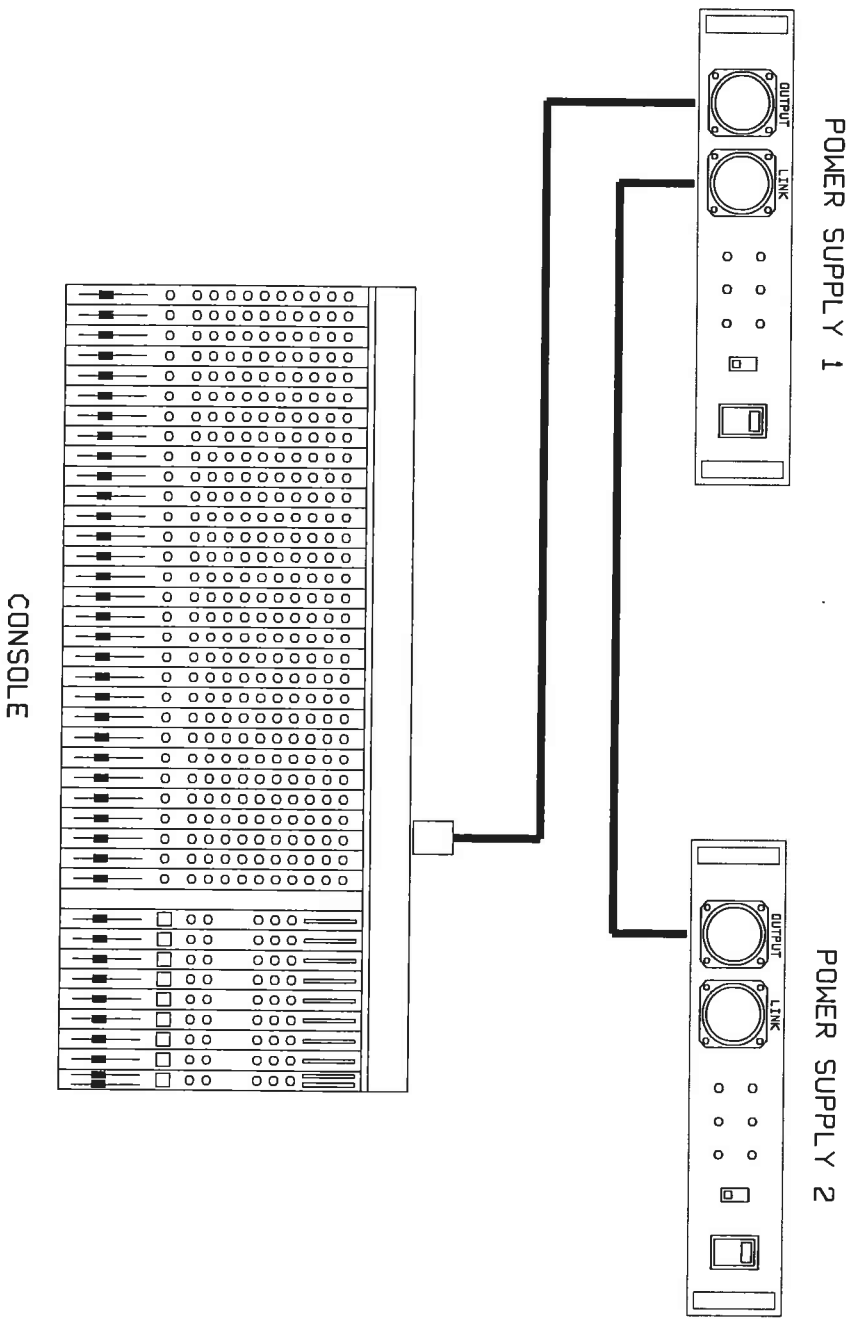 POWER SUPPLY 1
OUTPUT
LINK
POWER SUPPLY 2
OUTPUT
LINK
CONSOLE